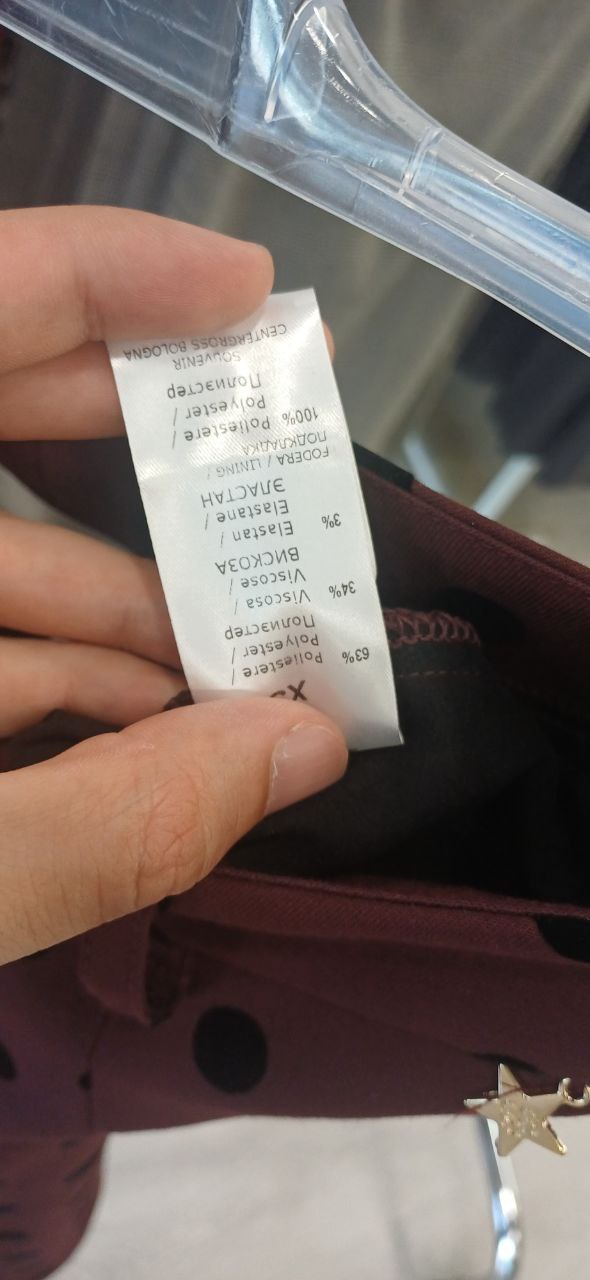 63% Poliestere /
Polyester /
Полиэстер
34% Viscosa /
Viscose /
ВИСКОЗА
3% Elastan /
Elastane /
ЭЛАСТАН
FODERA / LINING /
ПОДКЛАДКА
100% Poliestere /
Polyester /
Полиэстер
SOUVENIR
CENTERGROSS BOLOGNA